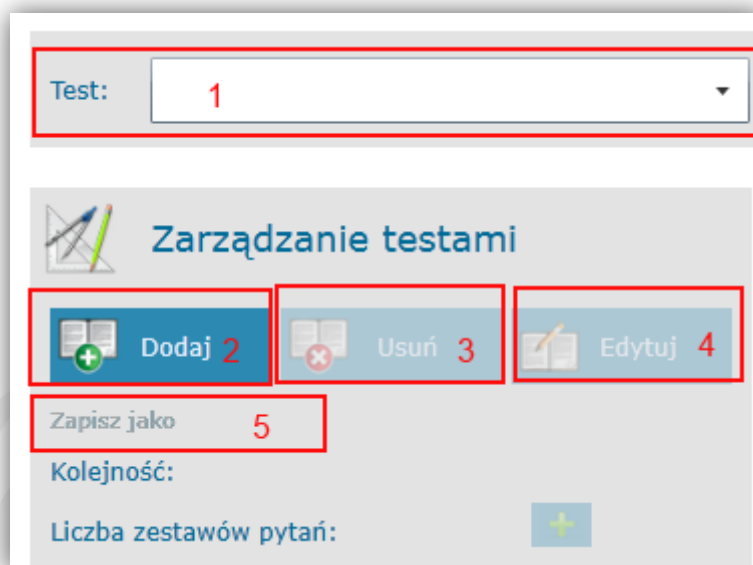 Test: 1
Zarządzanie testami
Dodaj 2 Usuń 3 Edytuj 4
Zapisz jako 5
Kolejność:
Liczba zestawów pytań: